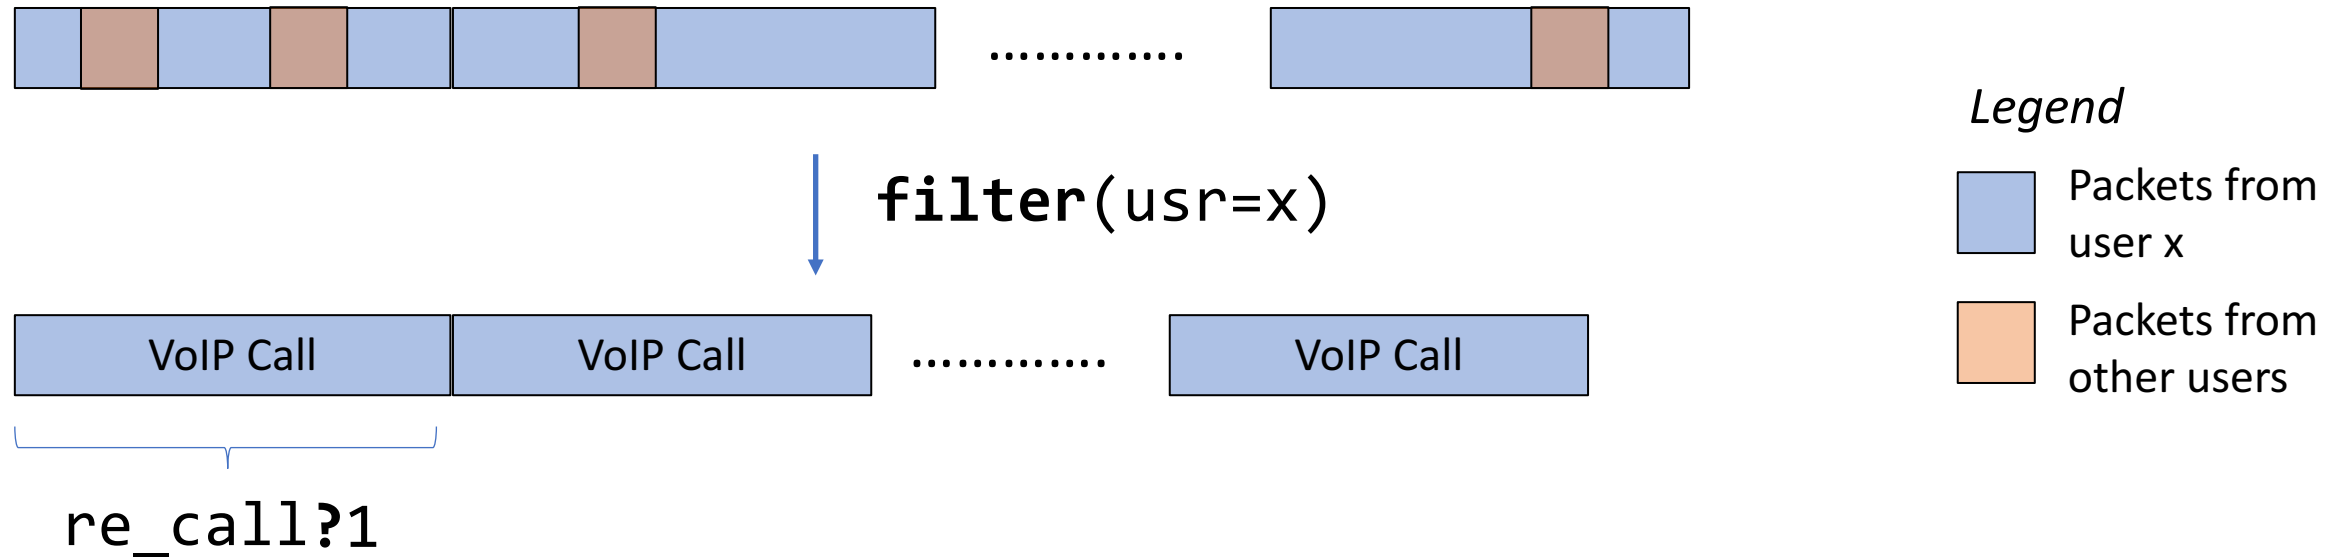 .............
Legend
Packets from
user x
filter(usr=x)
Packets from
other users
VoIP Call
VoIP Call
.............
VoIP Call
re_call?1